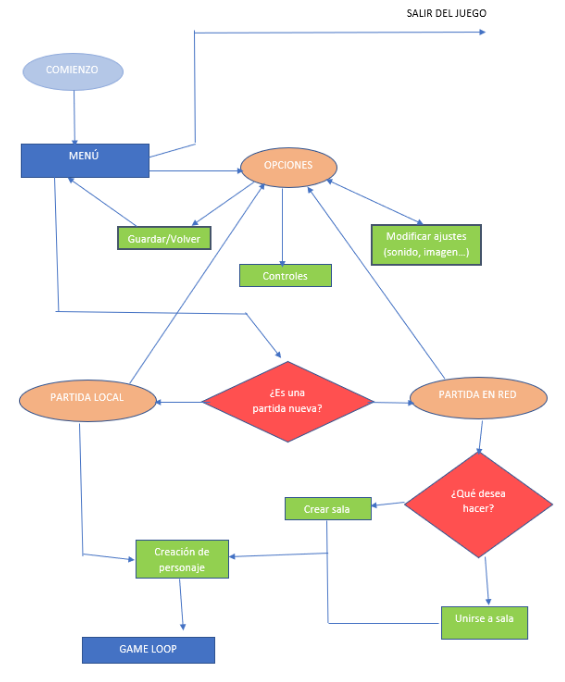 SALIR DEL JUEGO
COMIENZO
MENÚ
OPCIONES
Guardar/Volver
Modificar ajustes
(sonido, imagen...)
Controles
PARTIDA LOCAL
¿Es una
partida nueva?
PARTIDA EN RED
¿Qué desea
hacer?
Crear sala
Creación de
personaje
Unirse a sala
GAME LOOP